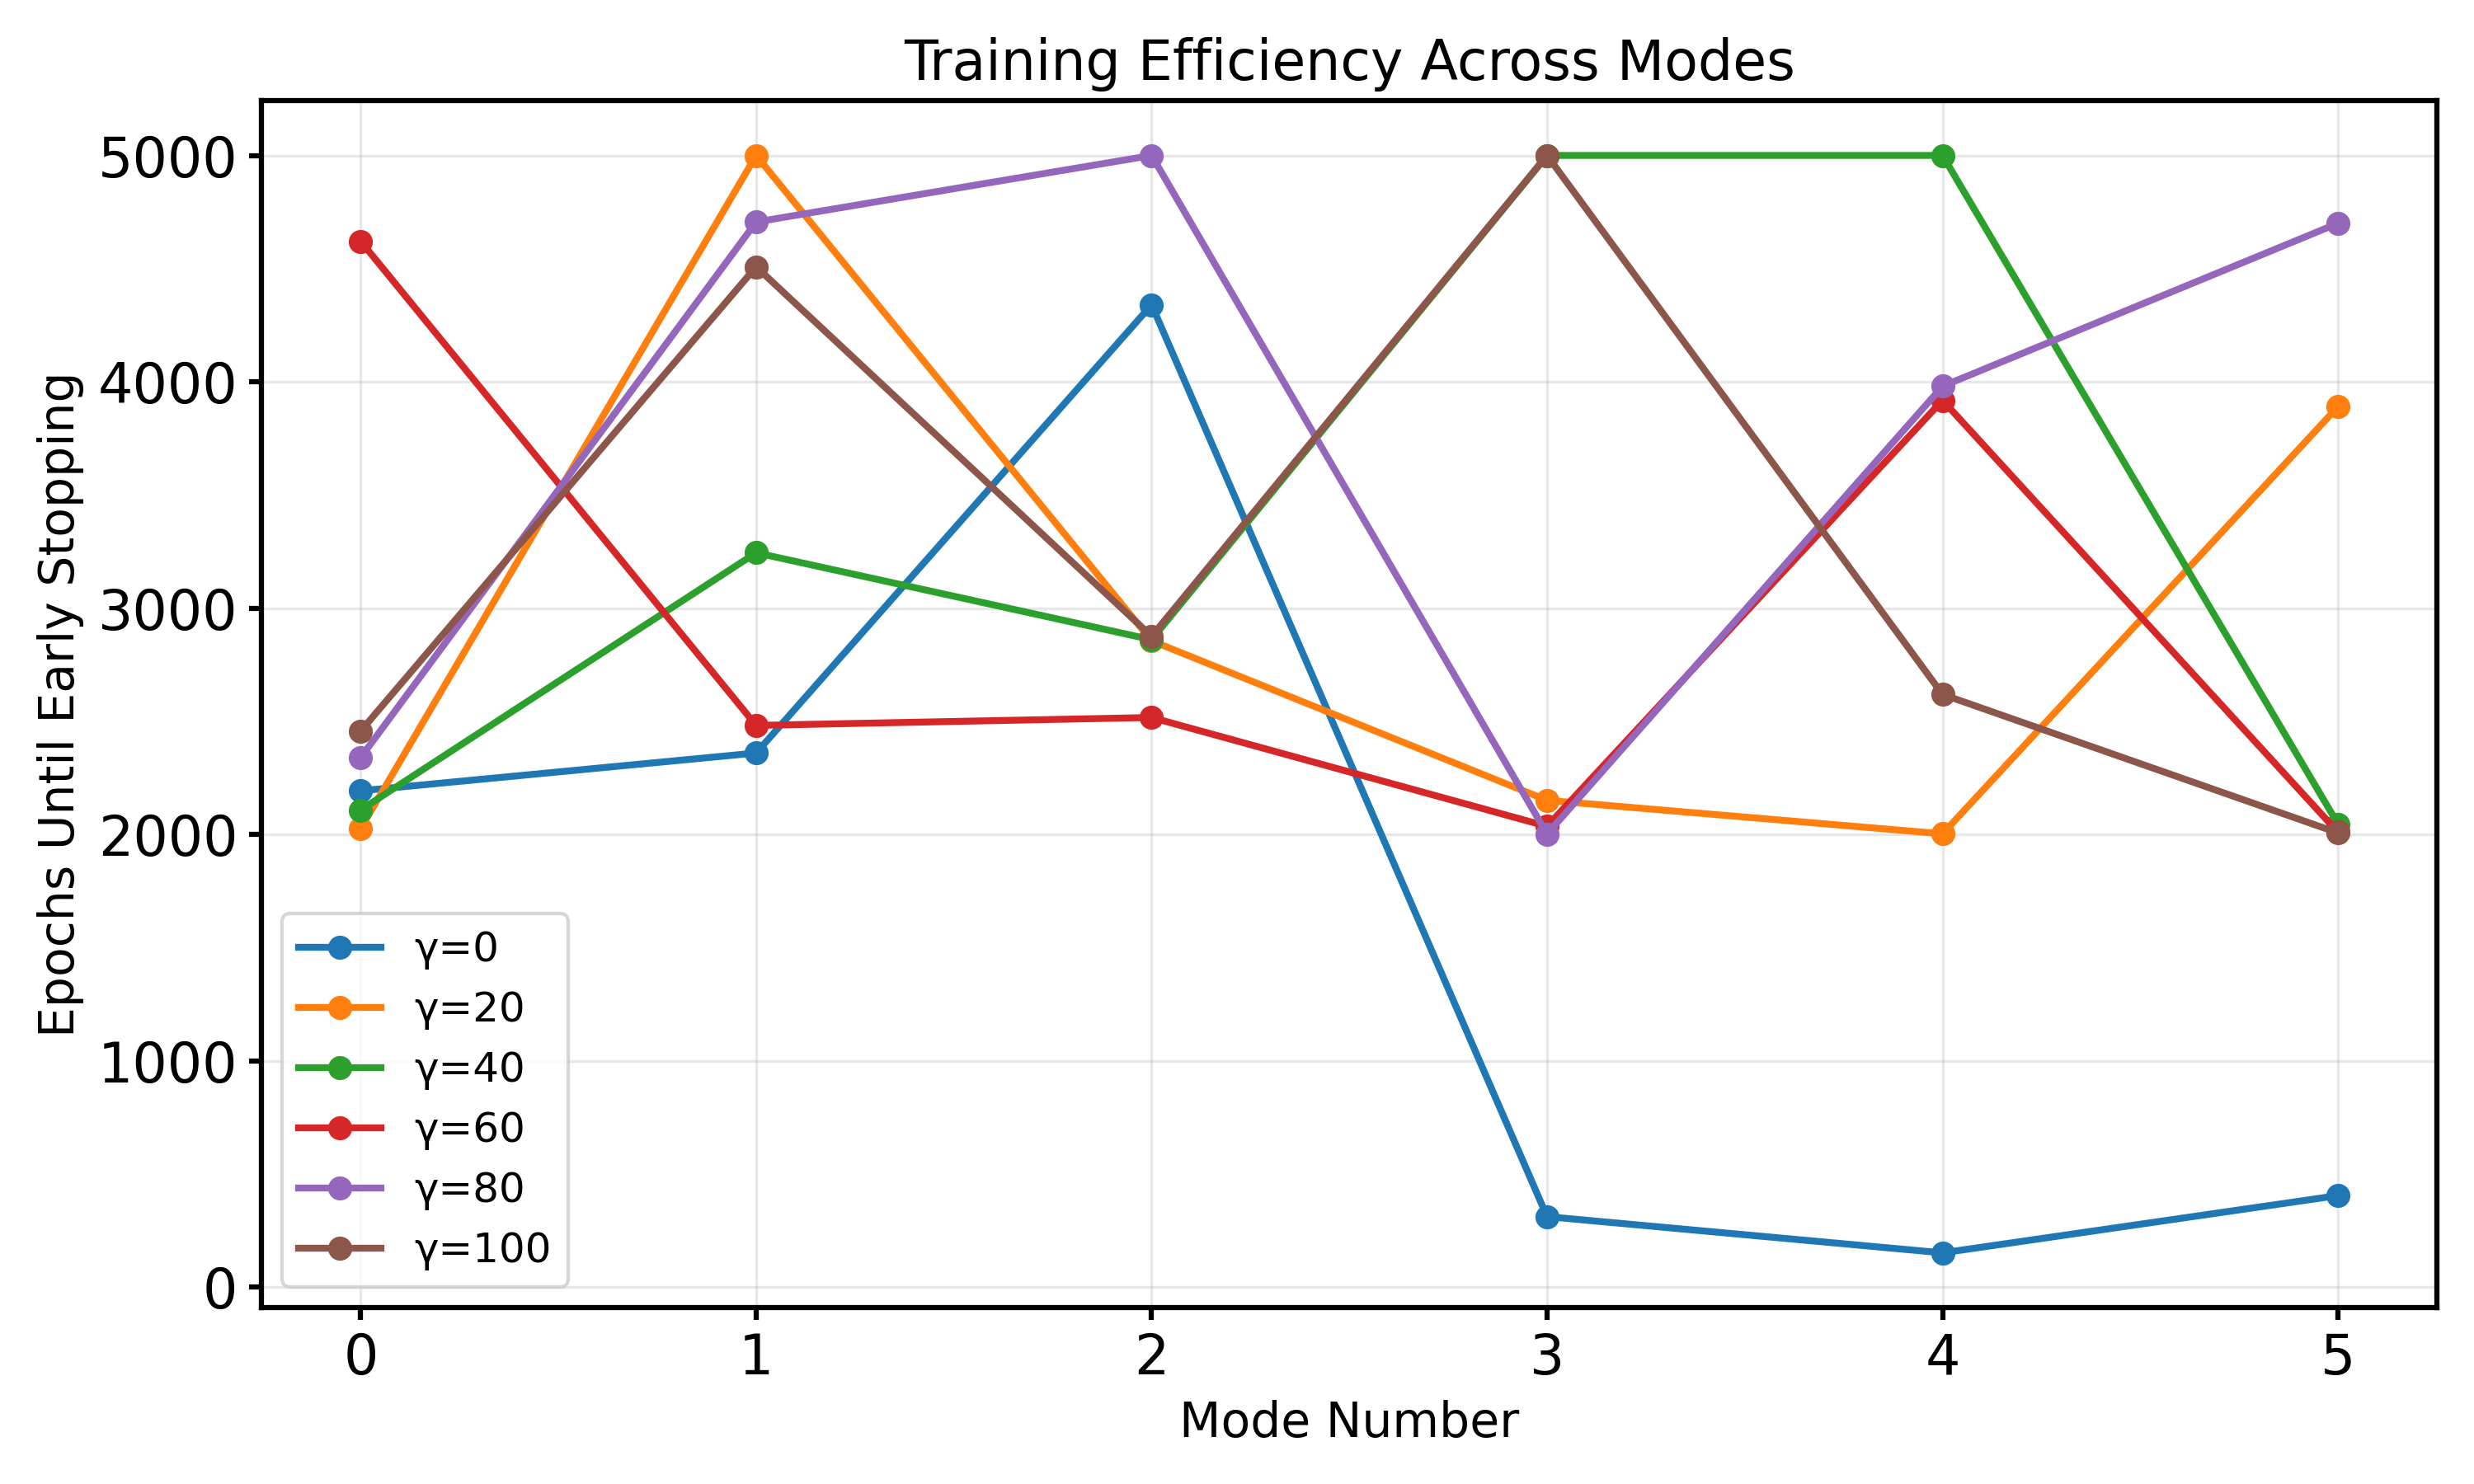 Training Efficiency Across Modes
Epochs Until Early Stopping
5000
4000
3000
2000
1000
0
γ=0
γ=20
γ=40
γ=60
γ=80
γ=100
0 1 2 3 4 5
Mode Number